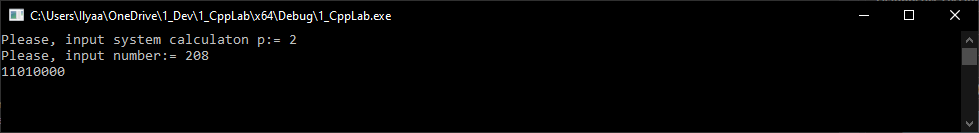 C:\Users\Ilyaa\OneDrive\1_Dev\1_CppLab\x64\Debug\1_CppLab.exe
Please, input system calculaton p:= 2
Please, input number:= 208
11010000